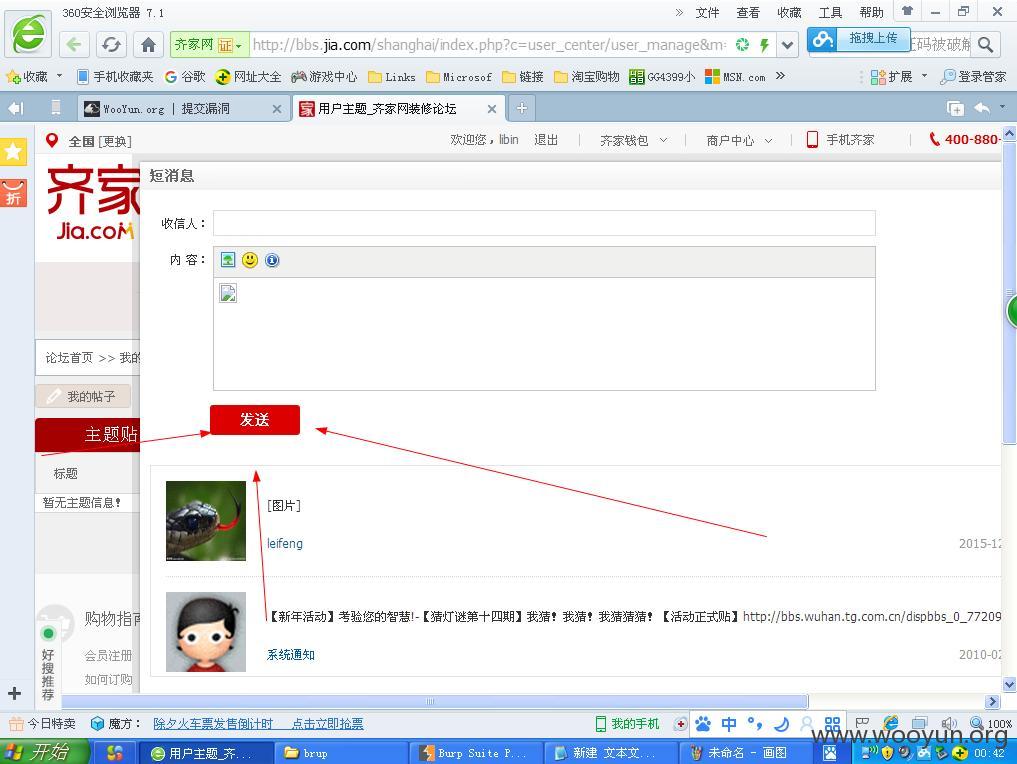 360安全浏览器 7.1
» 文件 查看 收藏 工具 帮助
齐家网 证
http://bbs.jia.com/shanghai/index.php?c=user_center/user_manage&m=
拖拽上传
码被破解
收藏 手机收藏夹 谷歌 网址大全 游戏中心 Links Microsof 链接 淘宝购物 GG4399小 MSN.com » 扩展 登录管家
WooYun.org | 提交漏洞
用户主题_齐家网装修论坛
全国 [更换]
欢迎您，libin 退出 齐家钱包 商户中心 手机齐家 400-880-
折
齐家
Jia.com
短消息
收信人：
内 容：
论坛首页 >> 我的
我的帖子
发送
主题贴
标题
暂无主题信息！
[图片]
leifeng
2015-12
【新年活动】考验您的智慧!-【猜灯谜第十四期】我猜！我猜！我猜猜猜！【活动正式贴】http://bbs.wuhan.tg.com.cn/dispbbs_0_77209
系统通知
2010-02
购物指南
会员注册
如何订购
好搜推荐
今日特卖 魔方： 除夕火车票发售倒计时 点击立即抢票 我的手机 中 100%
www.wooyun.org
开始 用户主题_齐... brup Burp Suite P... 新建 文本文... 未命名 - 画图 00:42